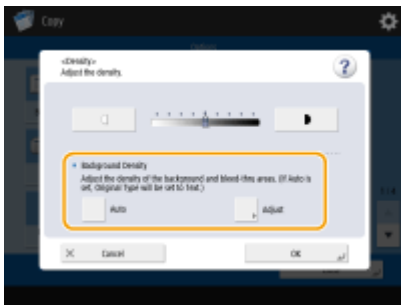 Copy
<Density>
Adjust the density.
Background Density
Adjust the density of the background and bleed-thru areas. (If Auto is
set, Original Type will be set to Text.)
Auto
Adjust
Cancel
OK